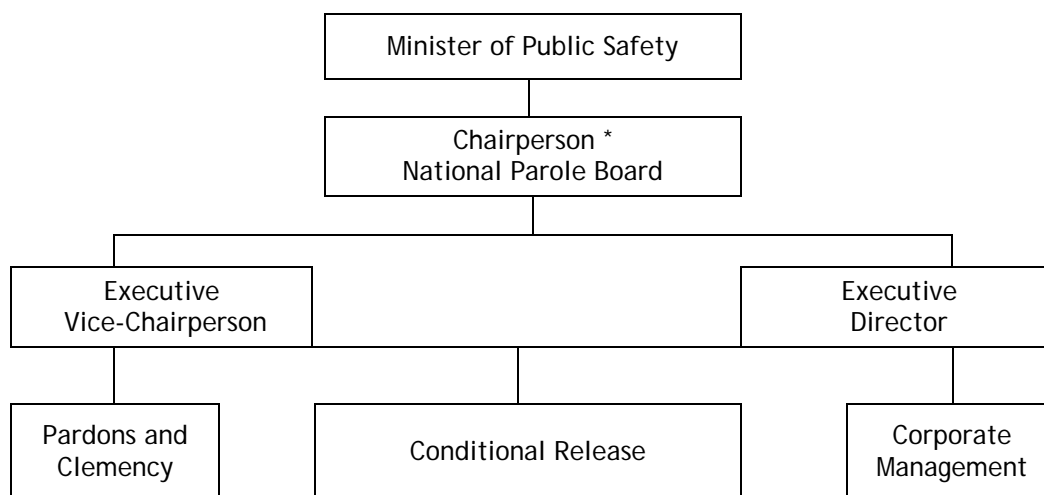 Minister of Public Safety
Chairperson *
National Parole Board
Executive
Vice-Chairperson
Executive
Director
Pardons and
Clemency
Conditional Release
Corporate
Management